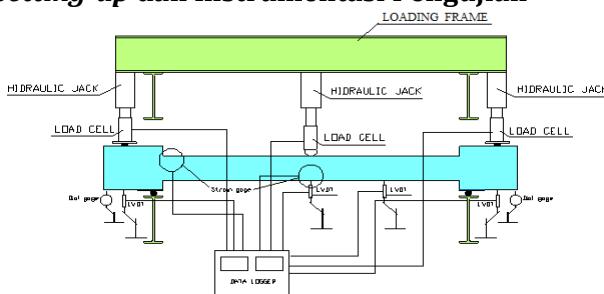 Setting up dan Instrumentasi Pengujian
LOADING FRAME
HIDRAULIC JACK
HIDRAULIC JACK
HIDRAULIC JACK
LOAD CELL
LOAD CELL
LOAD CELL
Strain gage
Dial gage
LVDT
LVDT
LVDT
LVDT
Dial gage
DATA LOGGER